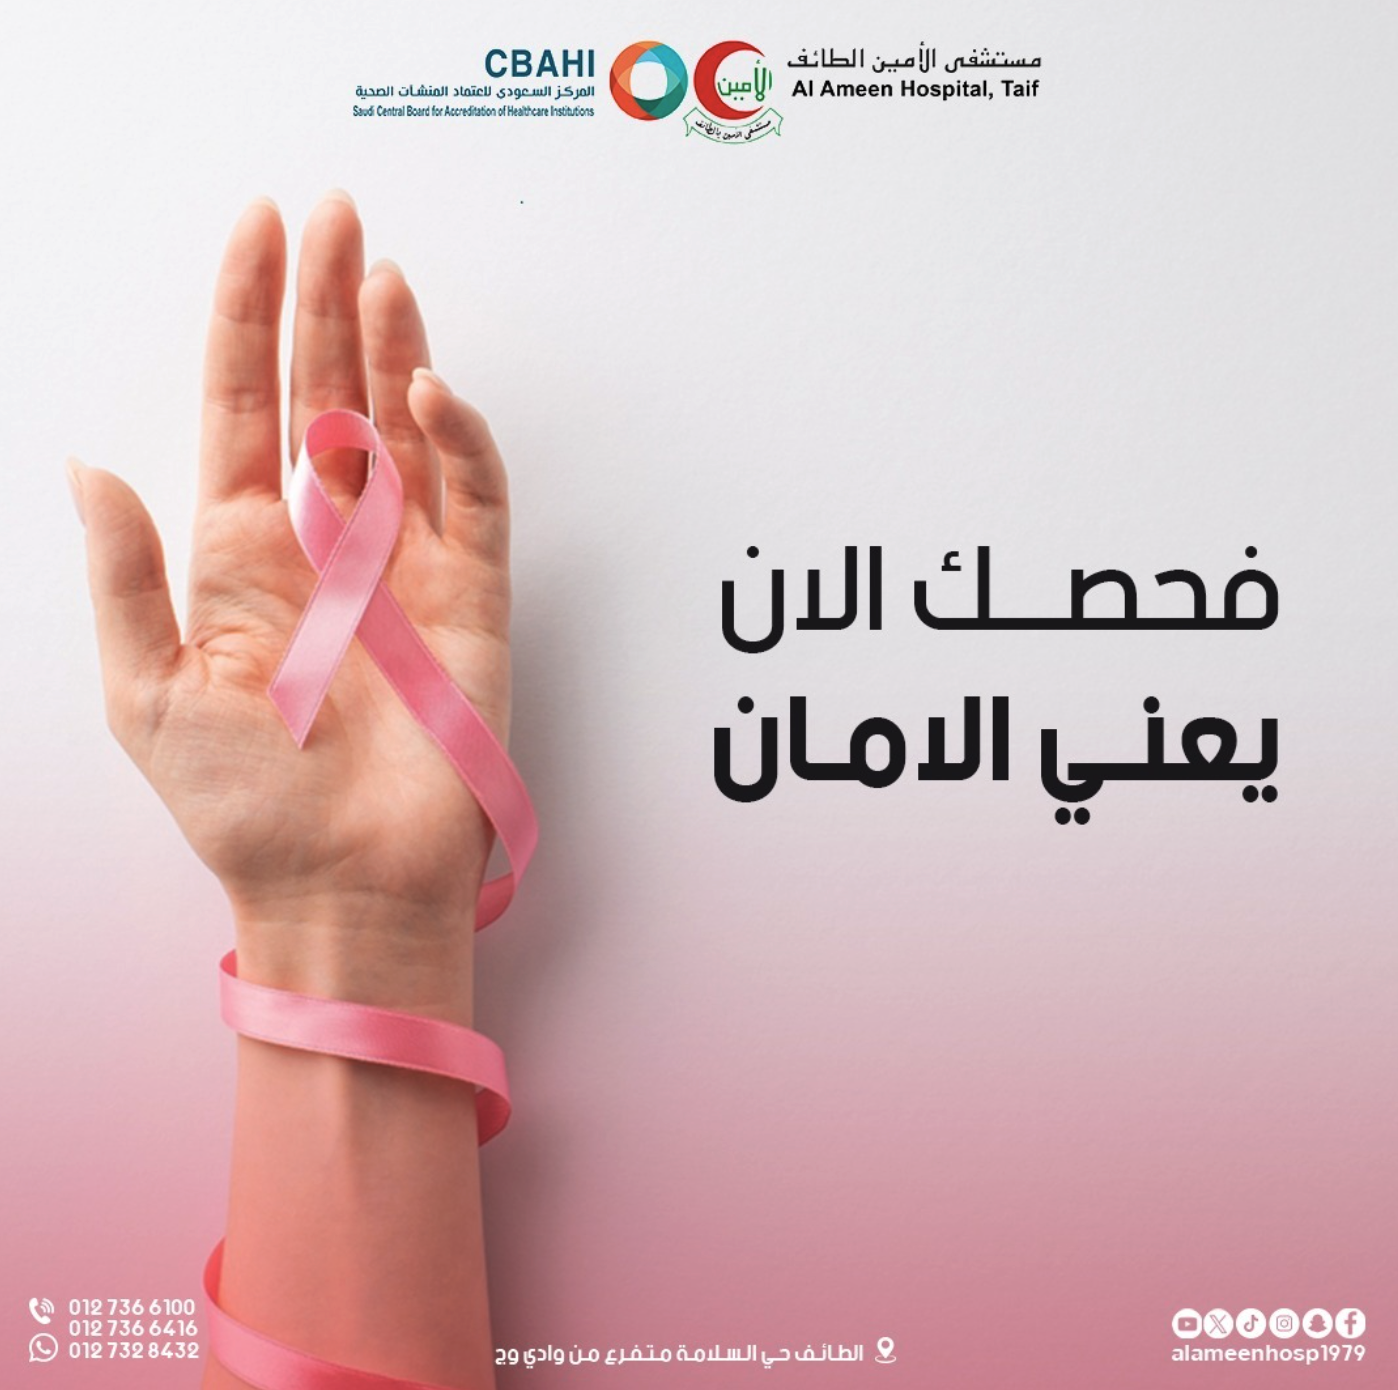 CBAHI
المركز السعودي لاعتماد المنشآت الصحية
Saudi Central Board for Accreditation of Healthcare Institutions
مستشفى الأمين الطائف
Al Ameen Hospital, Taif
الأمين
مستشفى الأمين بالطائف
فحصك الان
يعني الامان
012 736 6100
012 736 6416
012 732 8432
الطائف حي السلامة متفرع من وادي وج
alameenhosp1979